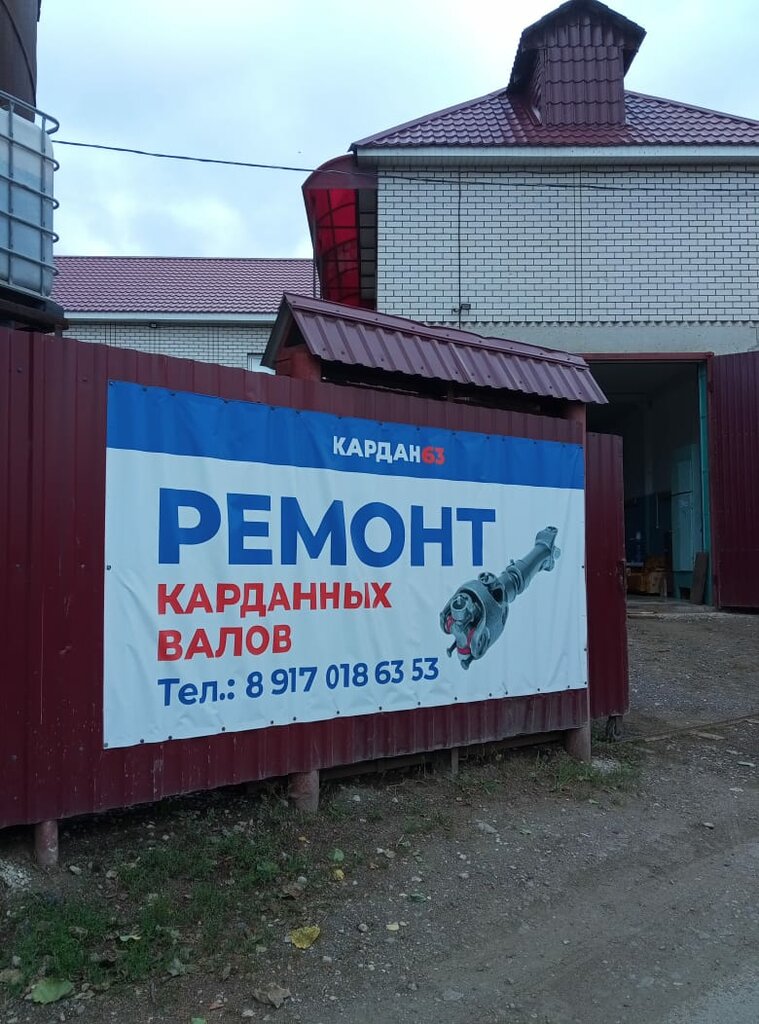 КАРДАН63
РЕМОНТ
КАРДАННЫХ
ВАЛОВ
Тел.: 8 917 018 63 53